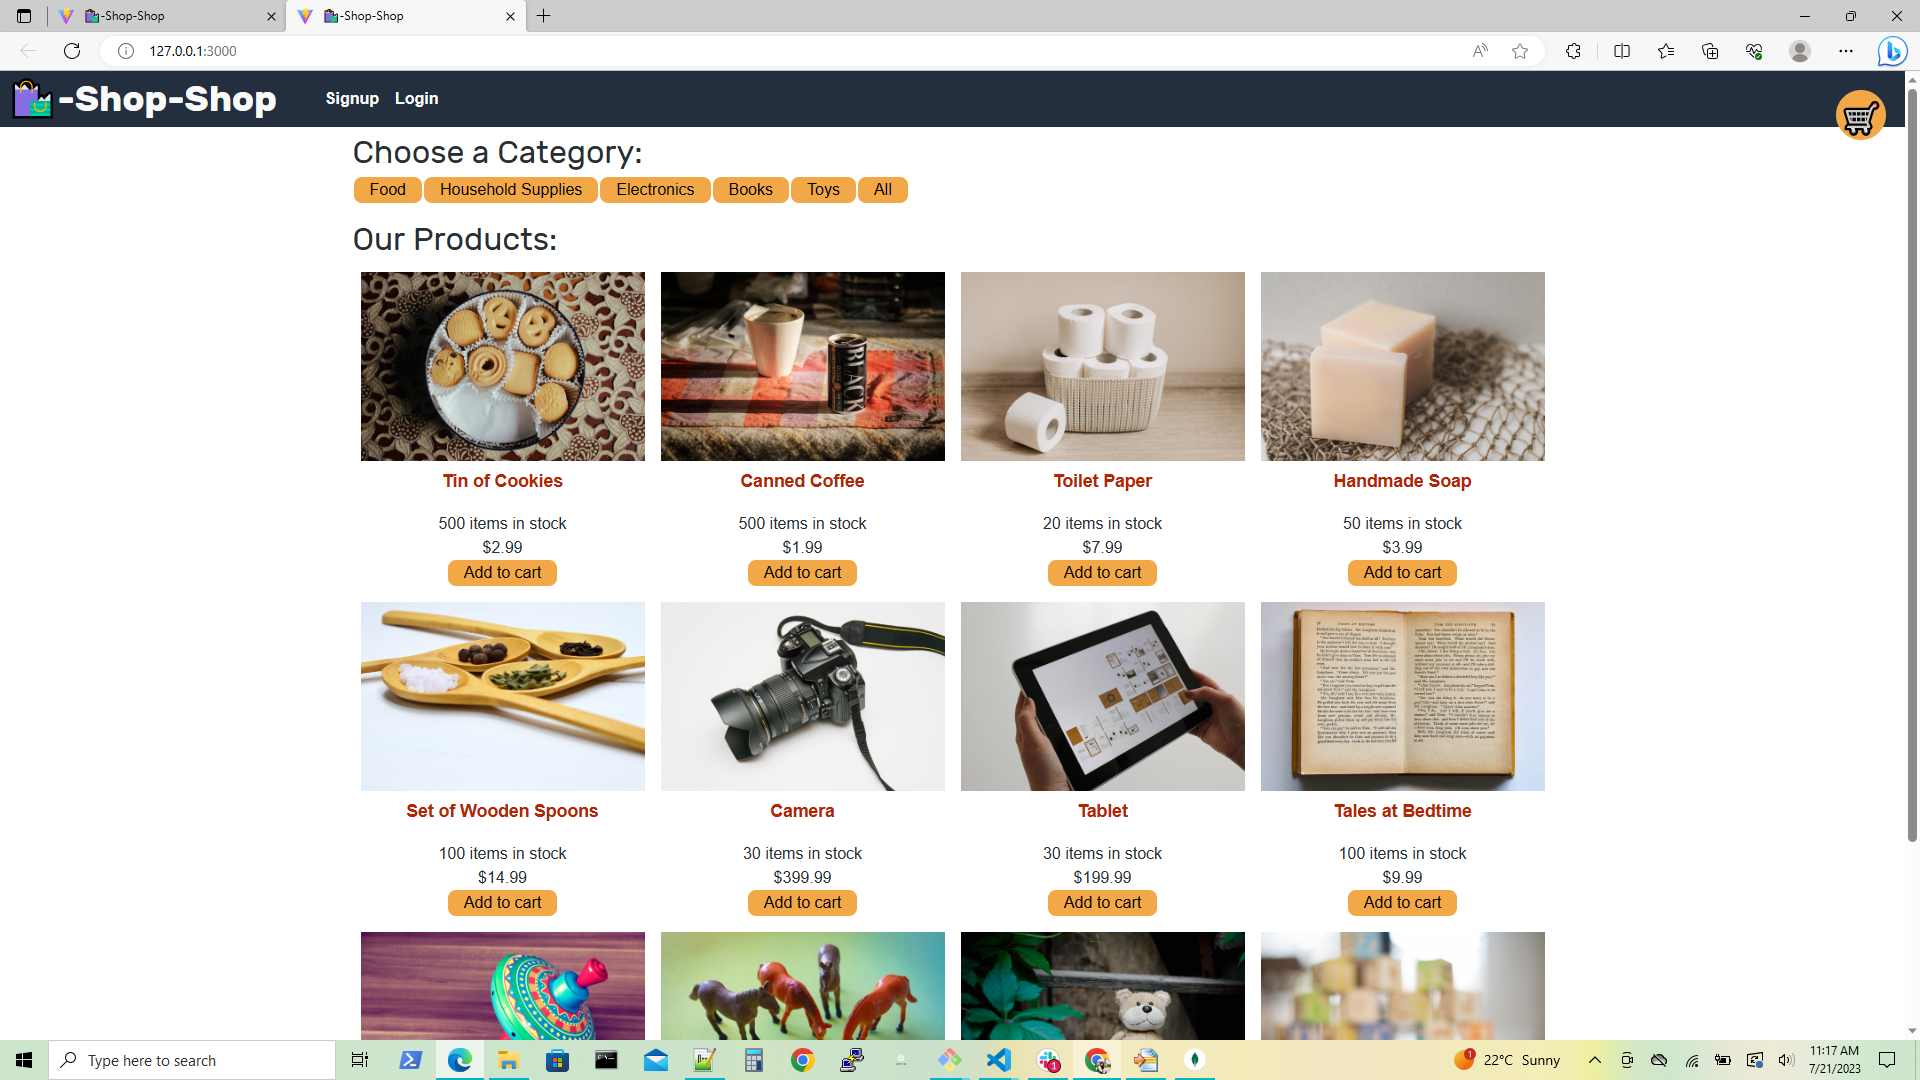 -Shop-Shop
-Shop-Shop
127.0.0.1:3000
-Shop-Shop Signup Login
Choose a Category:
Food Household Supplies Electronics Books Toys All
Our Products:
BLACK
Tin of Cookies Canned Coffee Toilet Paper Handmade Soap
500 items in stock 500 items in stock 20 items in stock 50 items in stock
$2.99 $1.99 $7.99 $3.99
Add to cart Add to cart Add to cart Add to cart
Set of Wooden Spoons Camera Tablet Tales at Bedtime
100 items in stock 30 items in stock 30 items in stock 100 items in stock
$14.99 $399.99 $199.99 $9.99
Add to cart Add to cart Add to cart Add to cart
Type here to search
1 1 22°C Sunny
11:17 AM
7/21/2023